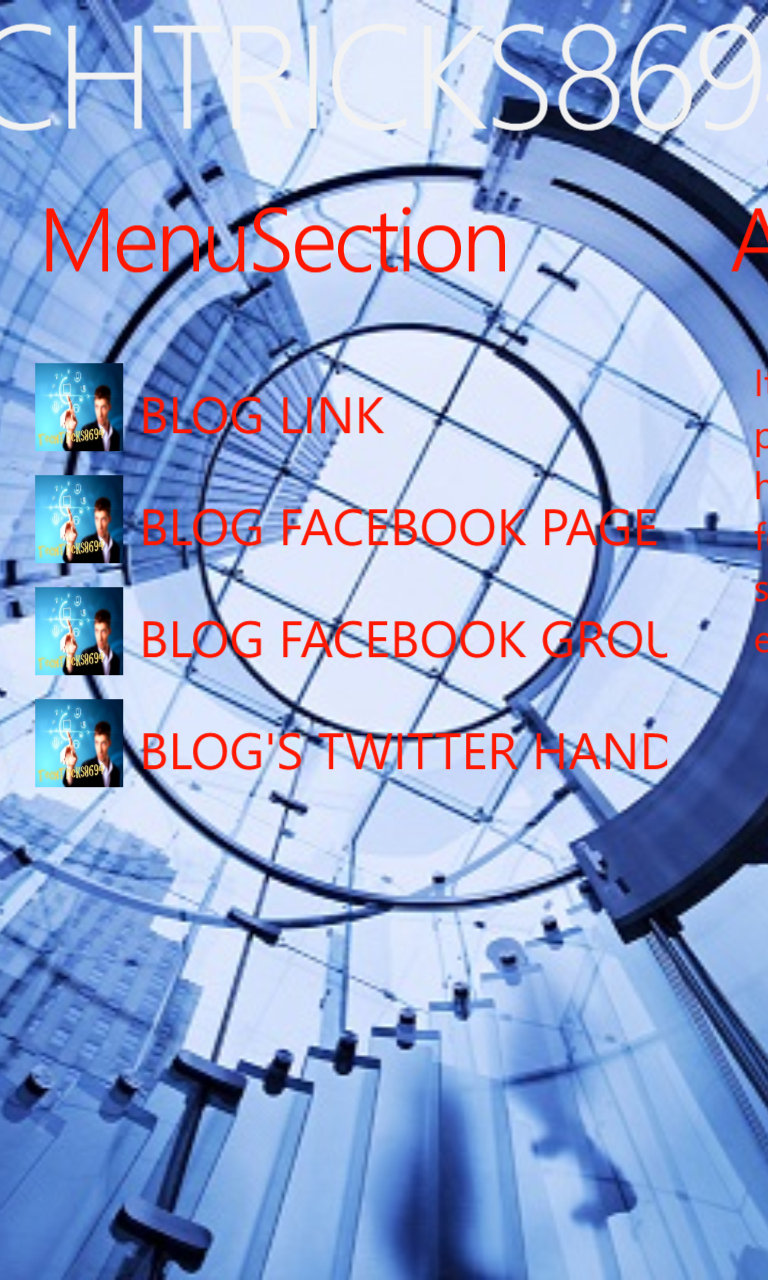 CHTRICKS869
MenuSection
A
BLOG LINK
BLOG FACEBOOK PAGE
BLOG FACEBOOK GROU
BLOG'S TWITTER HAND
I
p
h
f
s
e